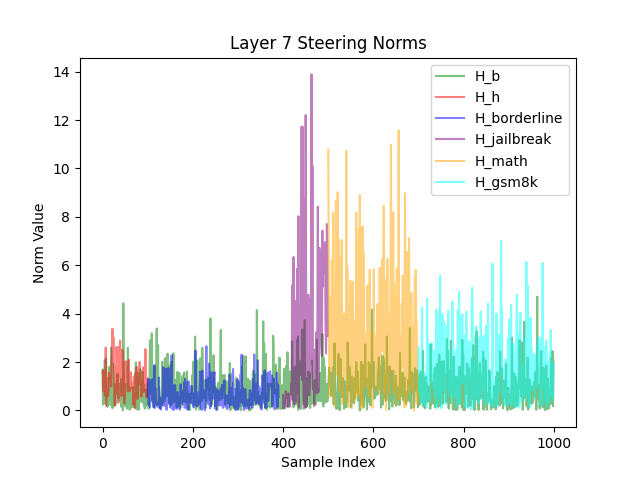 Layer 7 Steering Norms
14
12
10
8
6
4
2
0
Norm Value
H_b
H_h
H_borderline
H_jailbreak
H_math
H_gsm8k
0
200
400
600
800
1000
Sample Index